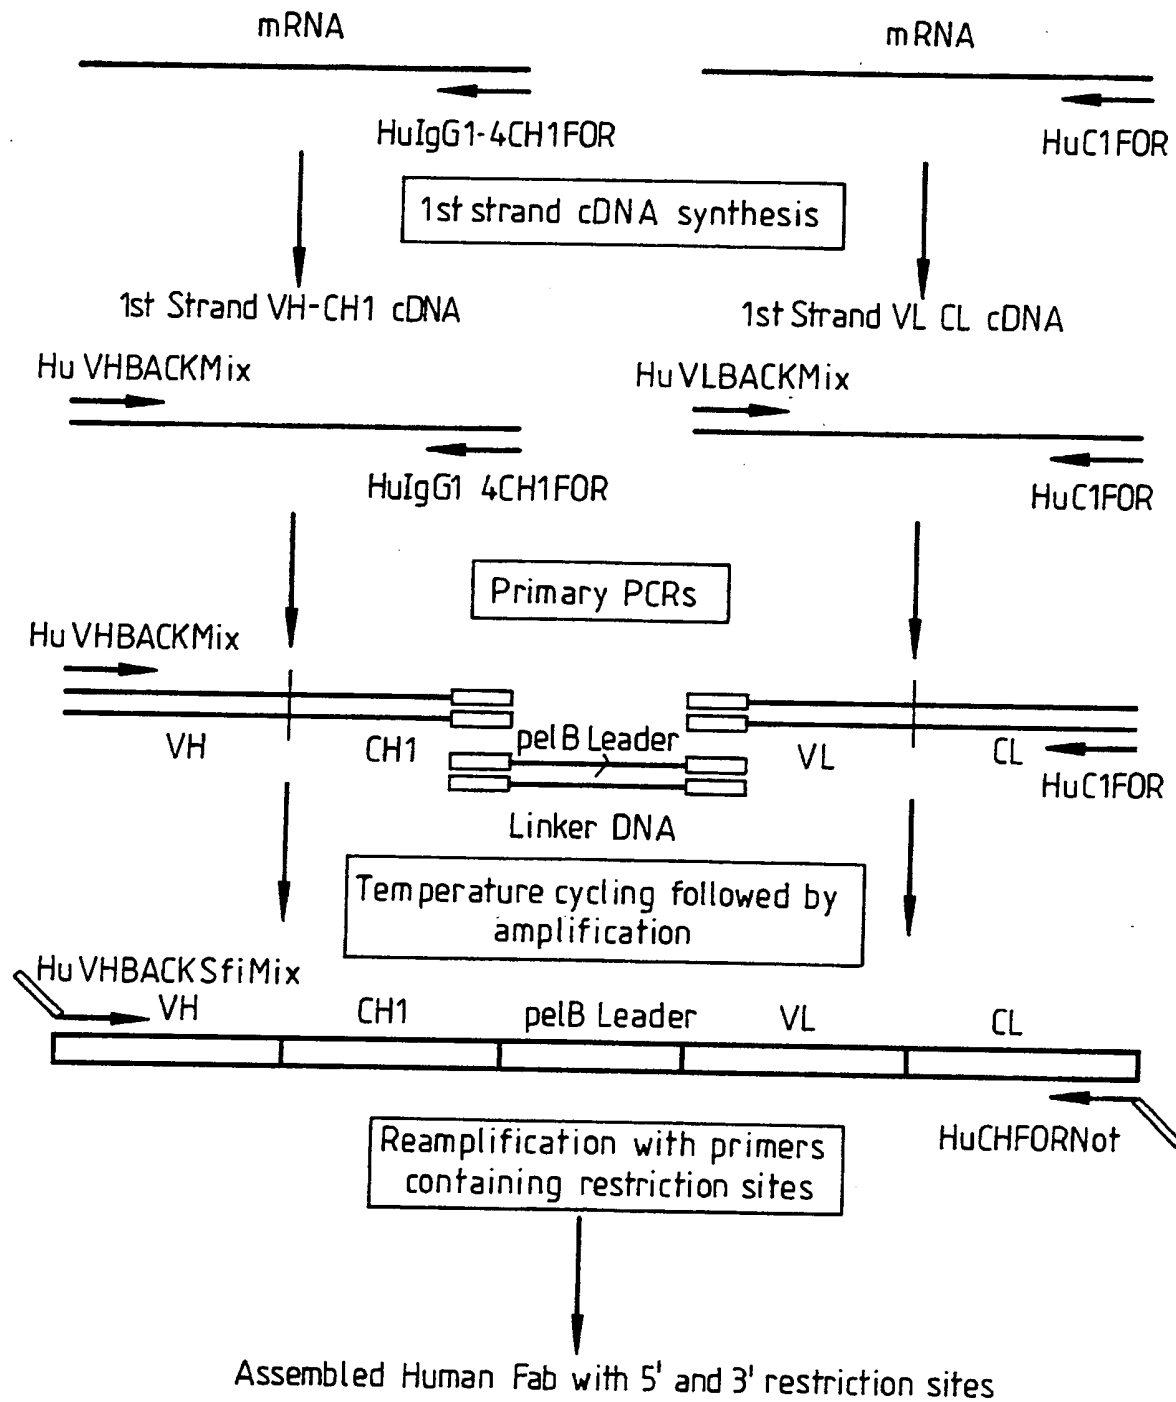 mRNA
mRNA
HuIgG1-4CH1FOR
HuC1FOR
1st strand cDNA synthesis
1st Strand VH-CH1 cDNA
1st Strand VL CL cDNA
Hu VHBACKMix
Hu VLBACKMix
HuIgG1 4CH1FOR
HuC1FOR
Primary PCRs
Hu VHBACKMix
VH
CH1
pelB Leader
VL
CL
HuC1FOR
Linker DNA
Temperature cycling followed by
amplification
Hu VHBACKSfiMix
VH
CH1
pelB Leader
VL
CL
HuCHFORNot
Reamplification with primers
containing restriction sites
Assembled Human Fab with 5' and 3' restriction sites